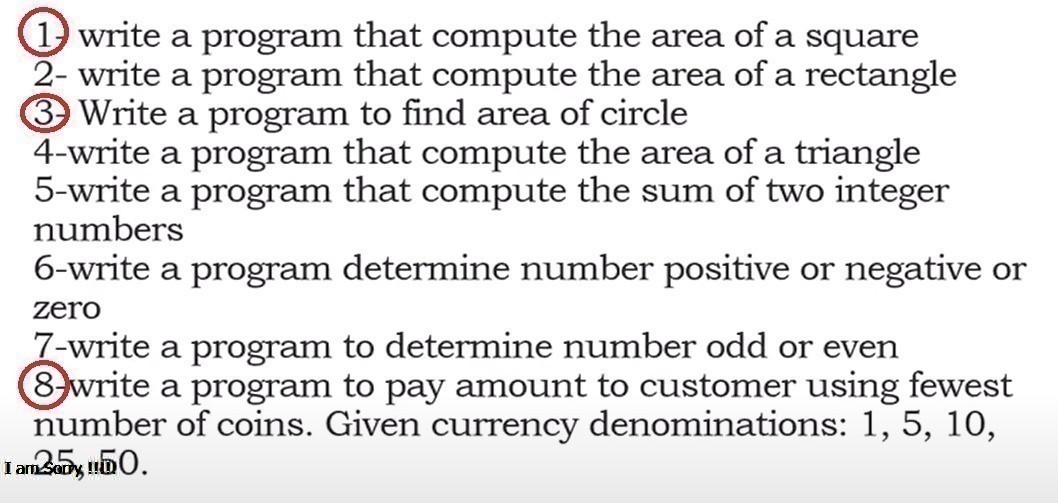 1- write a program that compute the area of a square
2- write a program that compute the area of a rectangle
3- Write a program to find area of circle
4-write a program that compute the area of a triangle
5-write a program that compute the sum of two integer
numbers
6-write a program determine number positive or negative or
zero
7-write a program to determine number odd or even
8-write a program to pay amount to customer using fewest
number of coins. Given currency denominations: 1, 5, 10,
25, 50.
I am Sorry !!!!